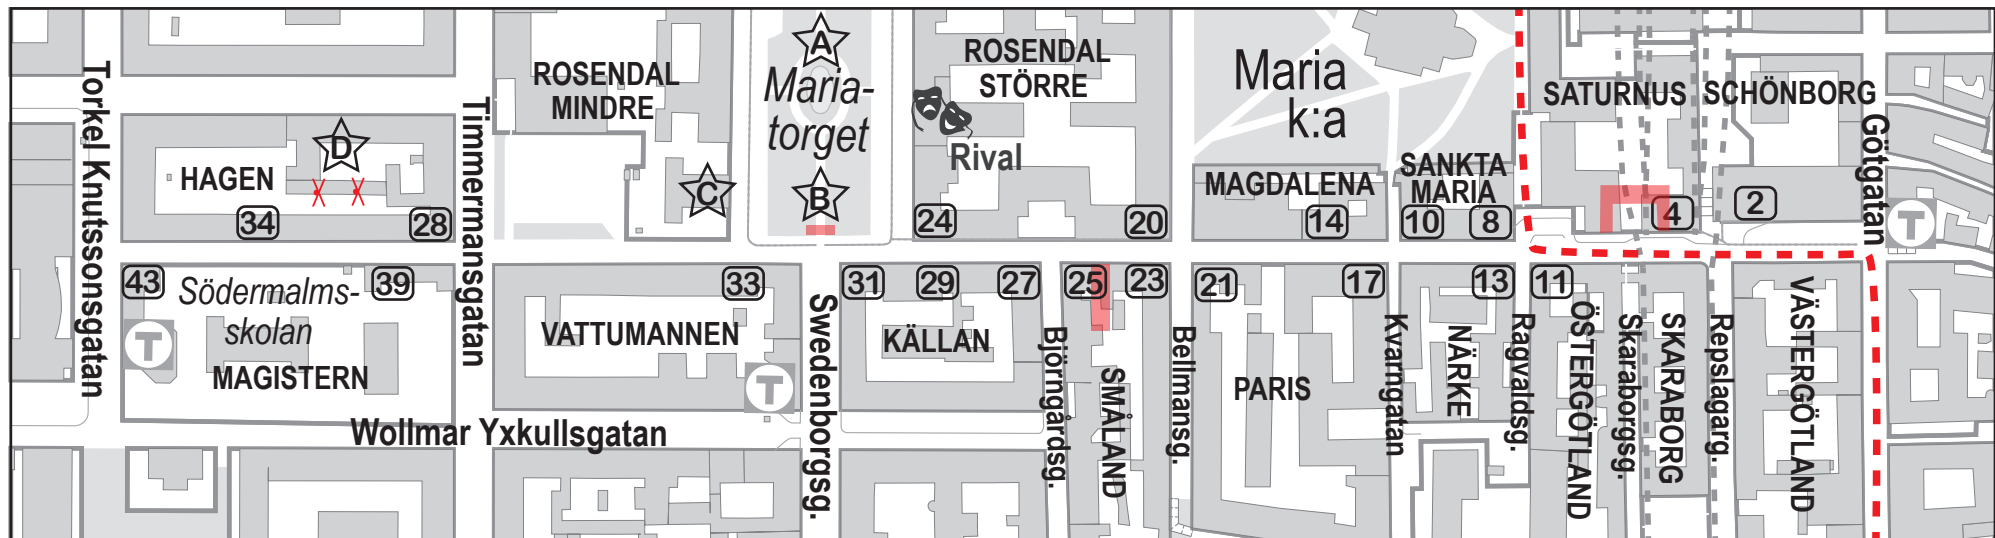 A
ROSENDAL
MINDRE
Maria-
torget
ROSENDAL
STÖRRE
Maria
k:a
SATURNUS
SCHÖNBORG
Torkel Knutssonsgatan
Timmermansgatan
Götgatan
D
HAGEN
C
B
Rival
MAGDALENA
SANKTA
MARIA
34
28
24
20
14
10
8
4
2
T
43
Södermalms-
skolan
39
33
31
29
27
25
23
21
17
13
11
T
MAGISTERN
VATTUMANNEN
T
Swedenborgsg.
KÄLLAN
Björngårdsg.
SMÅLAND
Bellmansg.
PARIS
Kvarngatan
NÄRKE
Ragvaldsg.
ÖSTERGÖTLAND
Skaraborgsg.
SKARABORG
Repslagarg.
VÄSTERGÖTLAND
Wollmar Yxkullsgatan